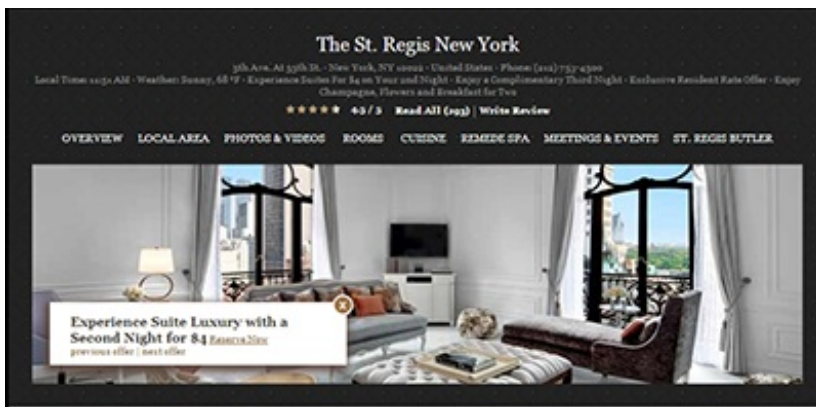 The St. Regis New York
5th Ave. At 55th St. - New York, NY 10022 - United States - Phone: (212) 753-4500
Local Time: 11:51 AM - Weather: Sunny, 68 °F - Experience Suites For $4 on Your 2nd Night - Enjoy a Complimentary Third Night - Exclusive Resident Rate Offer - Enjoy
Champagne, Flowers and Breakfast for Two
4.3 / 5 Read All (293) | Write Review
OVERVIEW LOCAL AREA PHOTOS & VIDEOS ROOMS CUISINE REMEDE SPA MEETINGS & EVENTS ST. REGIS BUTLER
x
Experience Suite Luxury with a
Second Night for $4 Reserve Now
previous offer | next offer